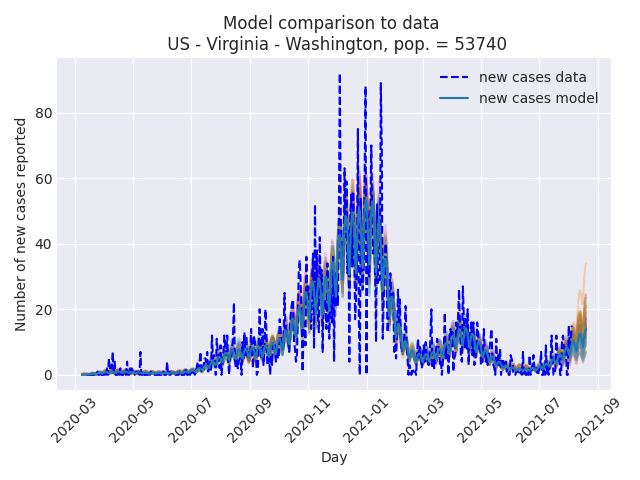 Model comparison to data
US - Virginia - Washington, pop. = 53740
new cases data
new cases model
Number of new cases reported
80
60
40
20
0
2020-03
2020-05
2020-07
2020-09
2020-11
2021-01
2021-03
2021-05
2021-07
2021-09
Day